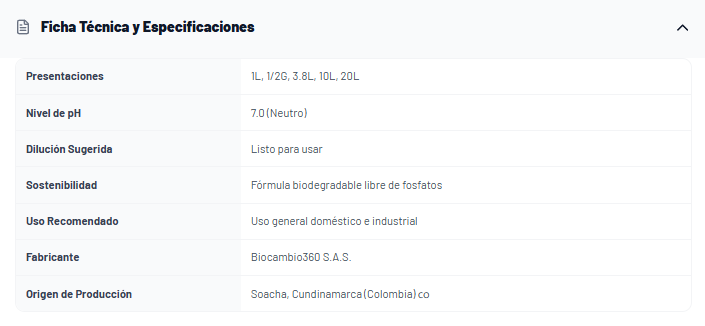 Ficha Técnica y Especificaciones
Presentaciones 1L, 1/2G, 3.8L, 10L, 20L
Nivel de pH 7.0 (Neutro)
Dilución Sugerida Listo para usar
Sostenibilidad Fórmula biodegradable libre de fosfatos
Uso Recomendado Uso general doméstico e industrial
Fabricante Biocambio360 S.A.S.
Origen de Producción Soacha, Cundinamarca (Colombia) co